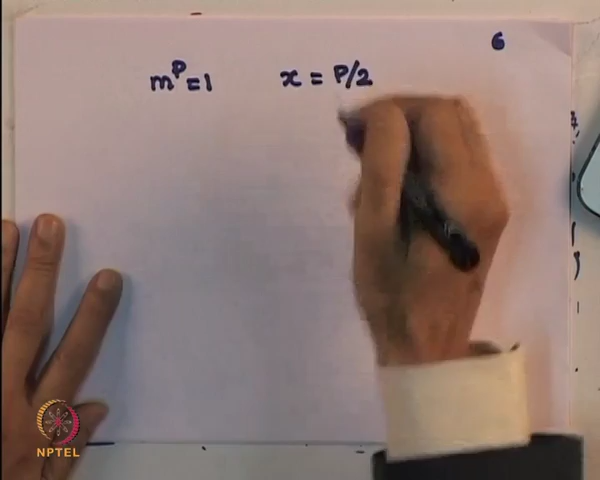 6
m^p = 1 x = P/2
NPTEL